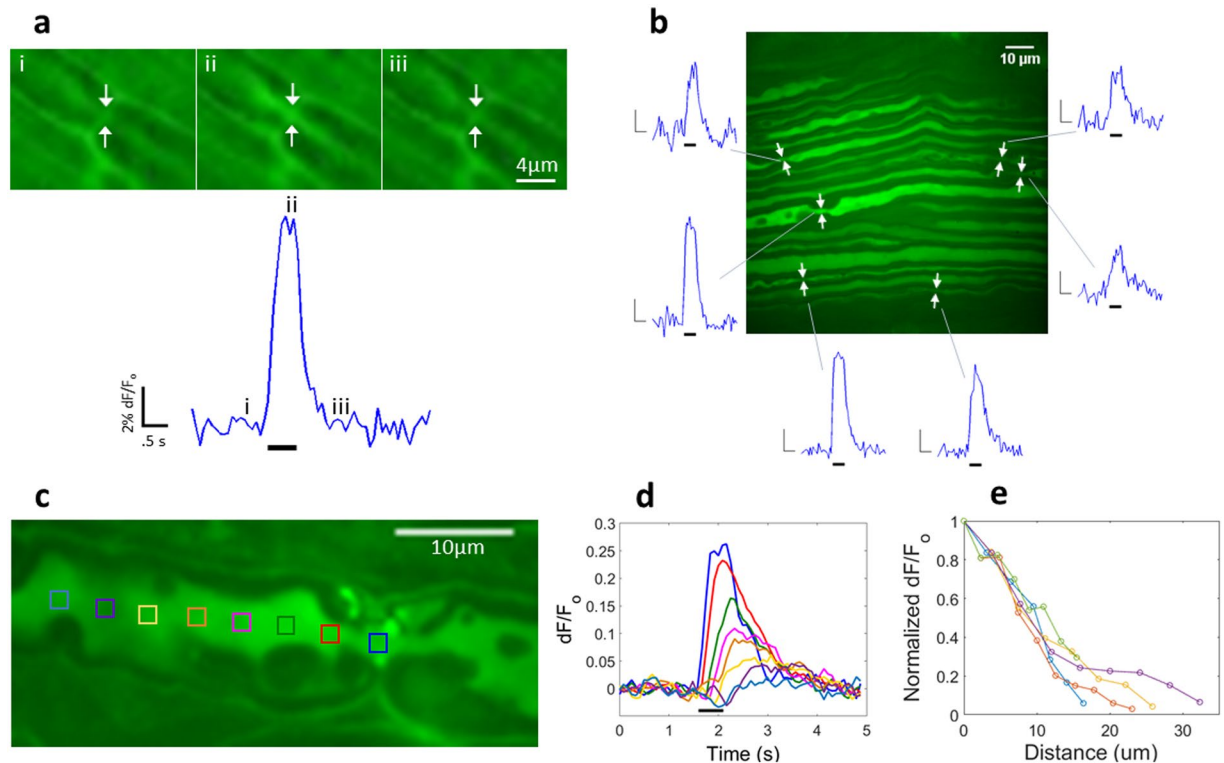 a
i
ii
iii
4µm
ii
i
iii
2% dF/Fo
.5 s
b
10 µm
c
10µm
d
0.3
0.25
0.20
0.15
0.1
0.05
0
0 1 2 3 4 5
dF/Fo
Time (s)
e
1
0.8
0.6
0.4
0.2
0
0 10 20 30
Normalized dF/Fo
Distance (um)